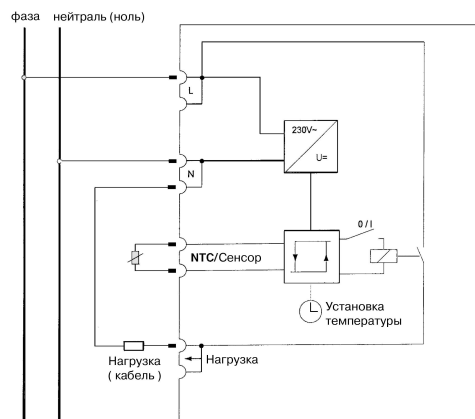 фаза нейтраль (ноль)
L
230V~
U=
N
0 / I
NTC/Сенсор
Установка
температуры
Нагрузка
( кабель )
Нагрузка